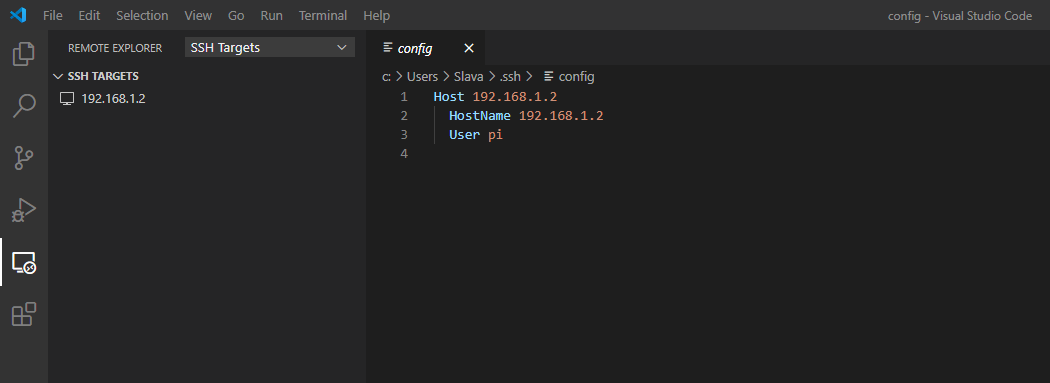 File Edit Selection View Go Run Terminal Help config - Visual Studio Code
REMOTE EXPLORER SSH Targets
SSH TARGETS
192.168.1.2
config
c: Users Slava .ssh config
1 Host 192.168.1.2
2 HostName 192.168.1.2
3 User pi
4